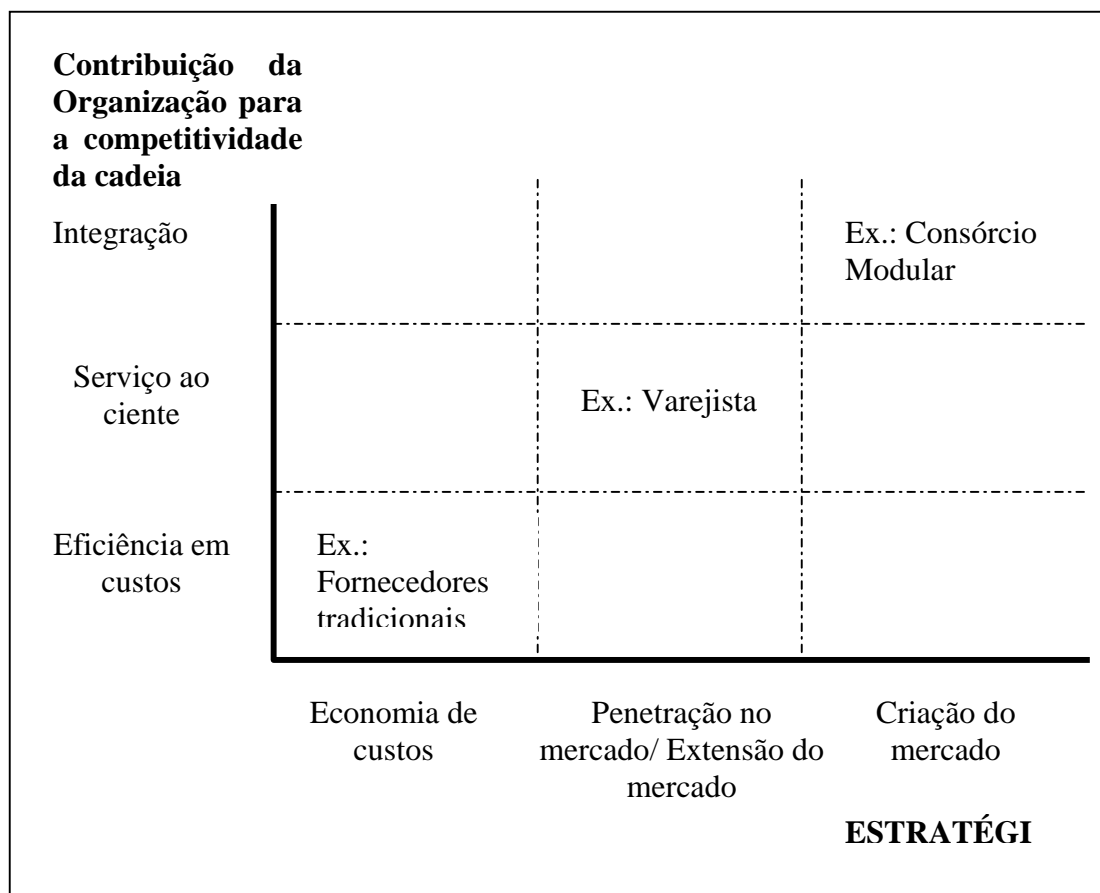 Contribuição da
Organização para
a competitividade
da cadeia
Integração
Ex.: Consórcio
Modular
Serviço ao
ciente
Ex.: Varejista
Eficiência em
custos
Ex.:
Fornecedores
tradicionais
Economia de
custos
Penetração no
mercado/ Extensão do
mercado
Criação do
mercado
ESTRATÉGI